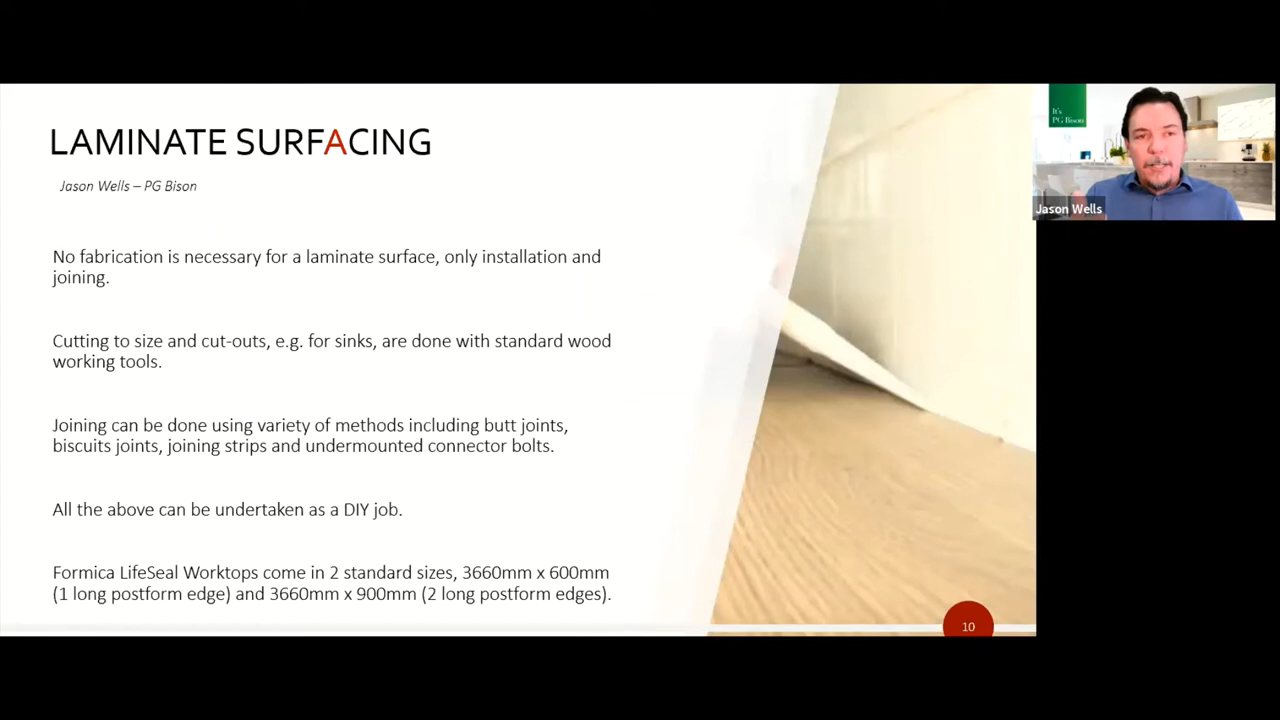 LAMINATE SURFACING
Jason Wells – PG Bison
No fabrication is necessary for a laminate surface, only installation and
joining.
Cutting to size and cut-outs, e.g. for sinks, are done with standard wood
working tools.
Joining can be done using variety of methods including butt joints,
biscuits joints, joining strips and undermounted connector bolts.
All the above can be undertaken as a DIY job.
Formica LifeSeal Worktops come in 2 standard sizes, 3660mm x 600mm
(1 long postform edge) and 3660mm x 900mm (2 long postform edges).
10
It's
PG Bison
Jason Wells